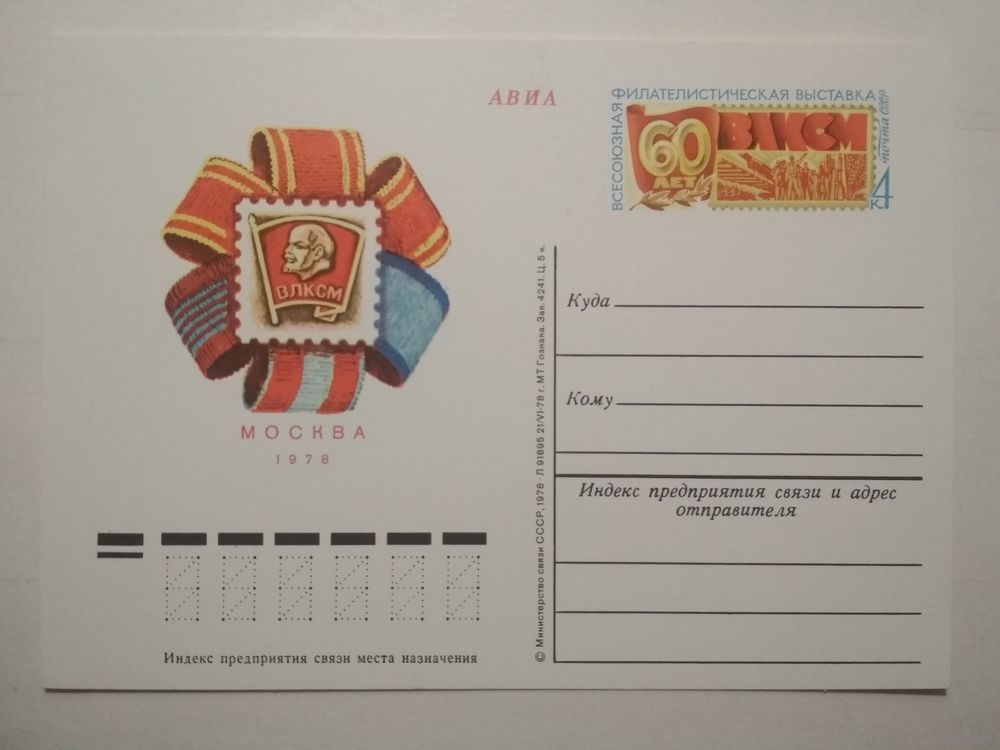 АВИА
ВСЕСОЮЗНАЯ
ФИЛАТЕЛИСТИЧЕСКАЯ ВЫСТАВКА
60
ЛЕТ
ВЛКСМ
почта СССР
4
К.
ВЛКСМ
МОСКВА
1978
Куда
Кому
Индекс предприятия связи и адрес
отправителя
Индекс предприятия связи места назначения
© Министерство связи СССР, 1978 · Л 91895 21/VI-78 г. МТ Гознака. Зак. 4241. Ц. 5 к.